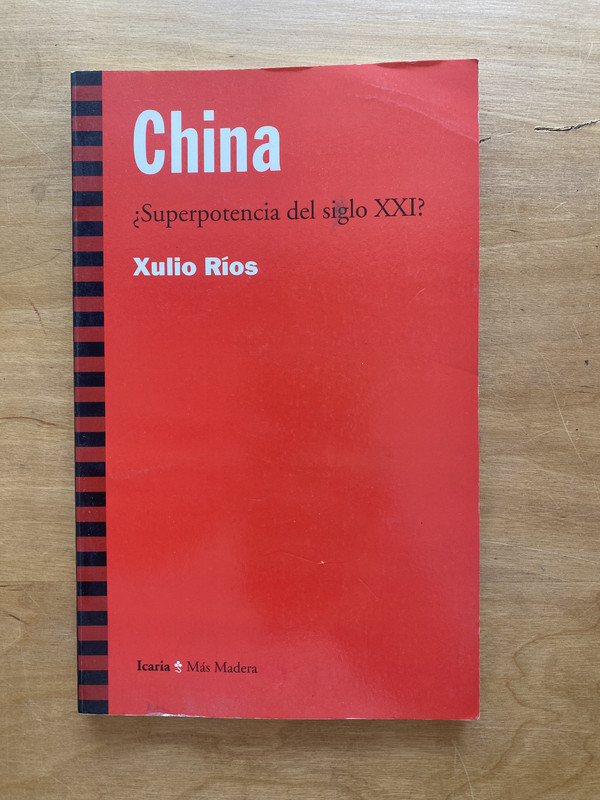 China
¿Superpotencia del siglo XXI?
Xulio Ríos
Icaria Más Madera